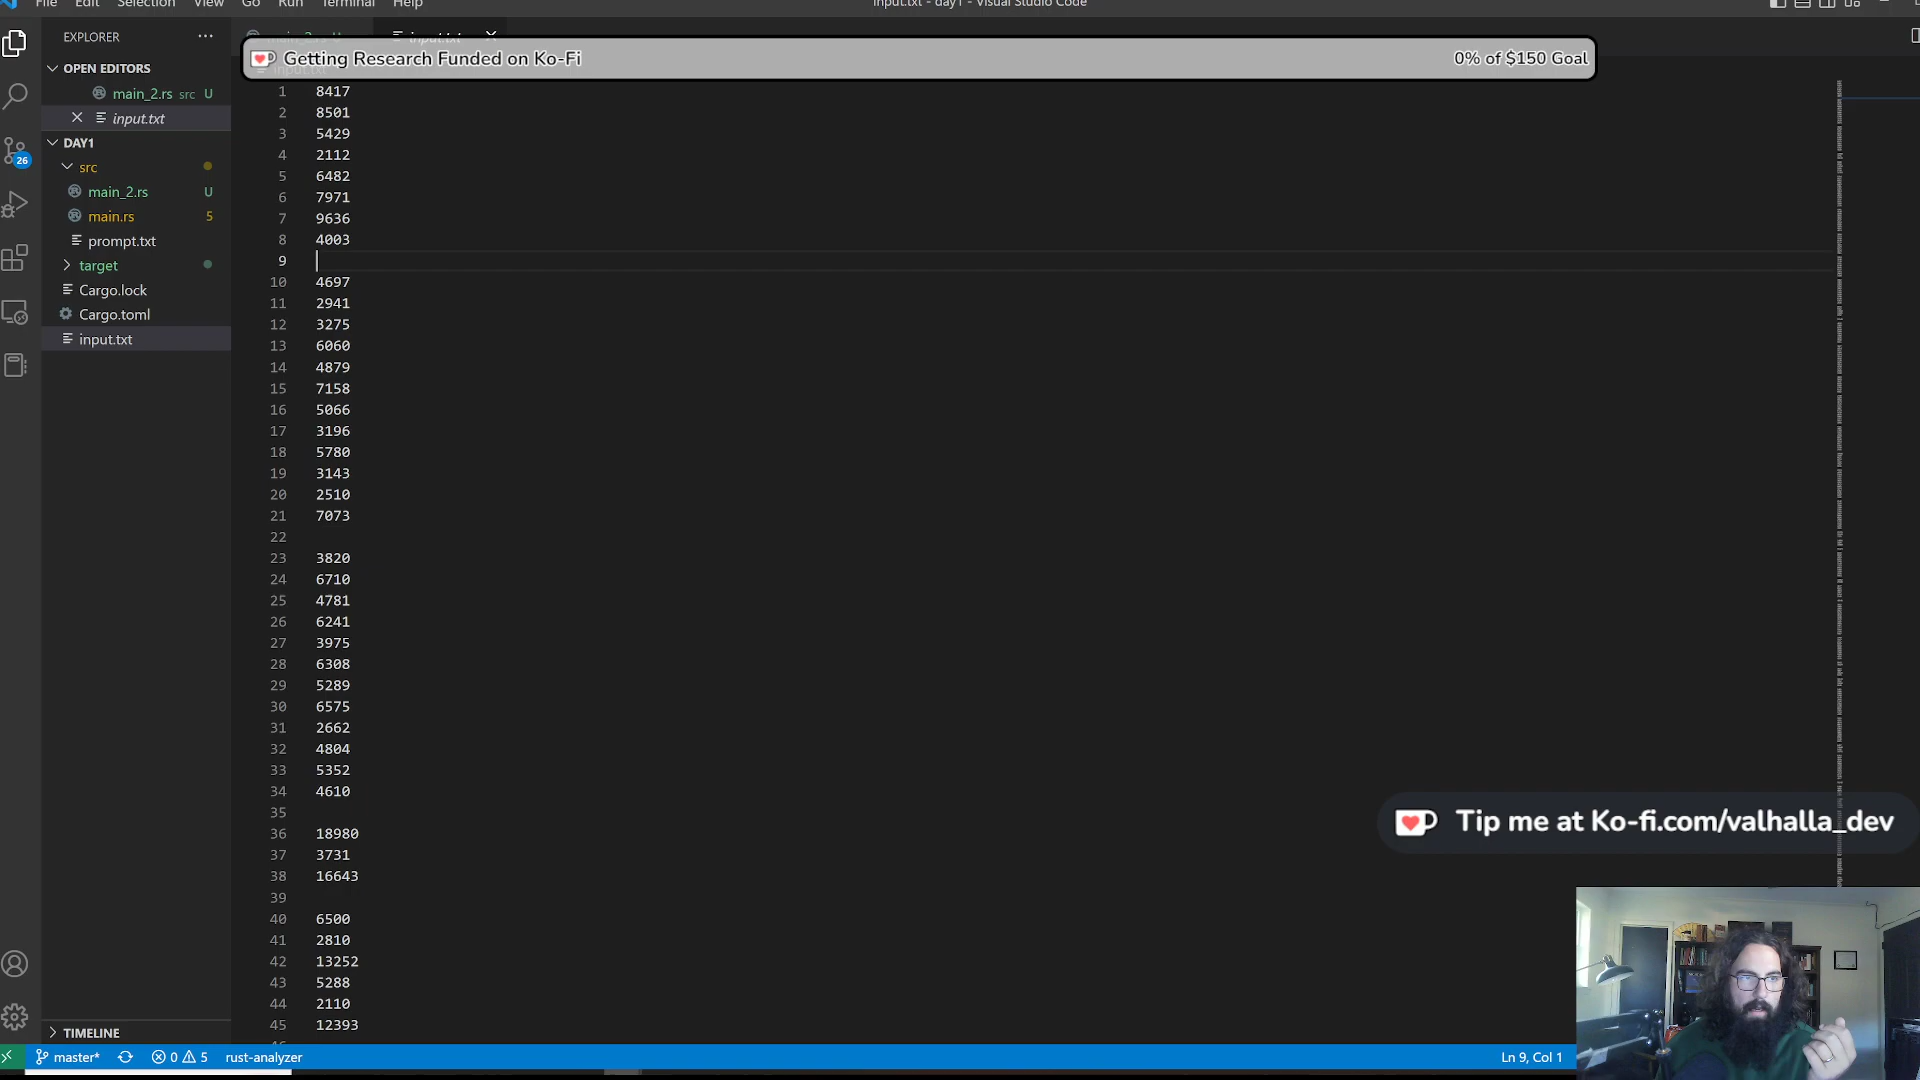 File Edit Selection View Go Run Terminal Help
input.txt - day1 - Visual Studio Code
EXPLORER
main_2.rs U
input.txt
Getting Research Funded on Ko-Fi
0% of $150 Goal
input.txt
OPEN EDITORS
main_2.rs src U
input.txt
DAY1
src
main_2.rs U
main.rs 5
prompt.txt
target
Cargo.lock
Cargo.toml
input.txt
26
1 8417
2 8501
3 5429
4 2112
5 6482
6 7971
7 9636
8 4003
9
10 4697
11 2941
12 3275
13 6060
14 4879
15 7158
16 5066
17 3196
18 5780
19 3143
20 2510
21 7073
22
23 3820
24 6710
25 4781
26 6241
27 3975
28 6308
29 5289
30 6575
31 2662
32 4804
33 5352
34 4610
35
36 18980
37 3731
38 16643
39
40 6500
41 2810
42 13252
43 5288
44 2110
45 12393
Tip me at Ko-fi.com/valhalla_dev
TIMELINE
master* 0 5 rust-analyzer
Ln 9, Col 1